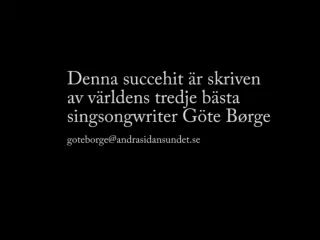 Denna succehit är skriven
av världens tredje bästa
singsongwriter Göte Børge
goteborge@andrasidansundet.se